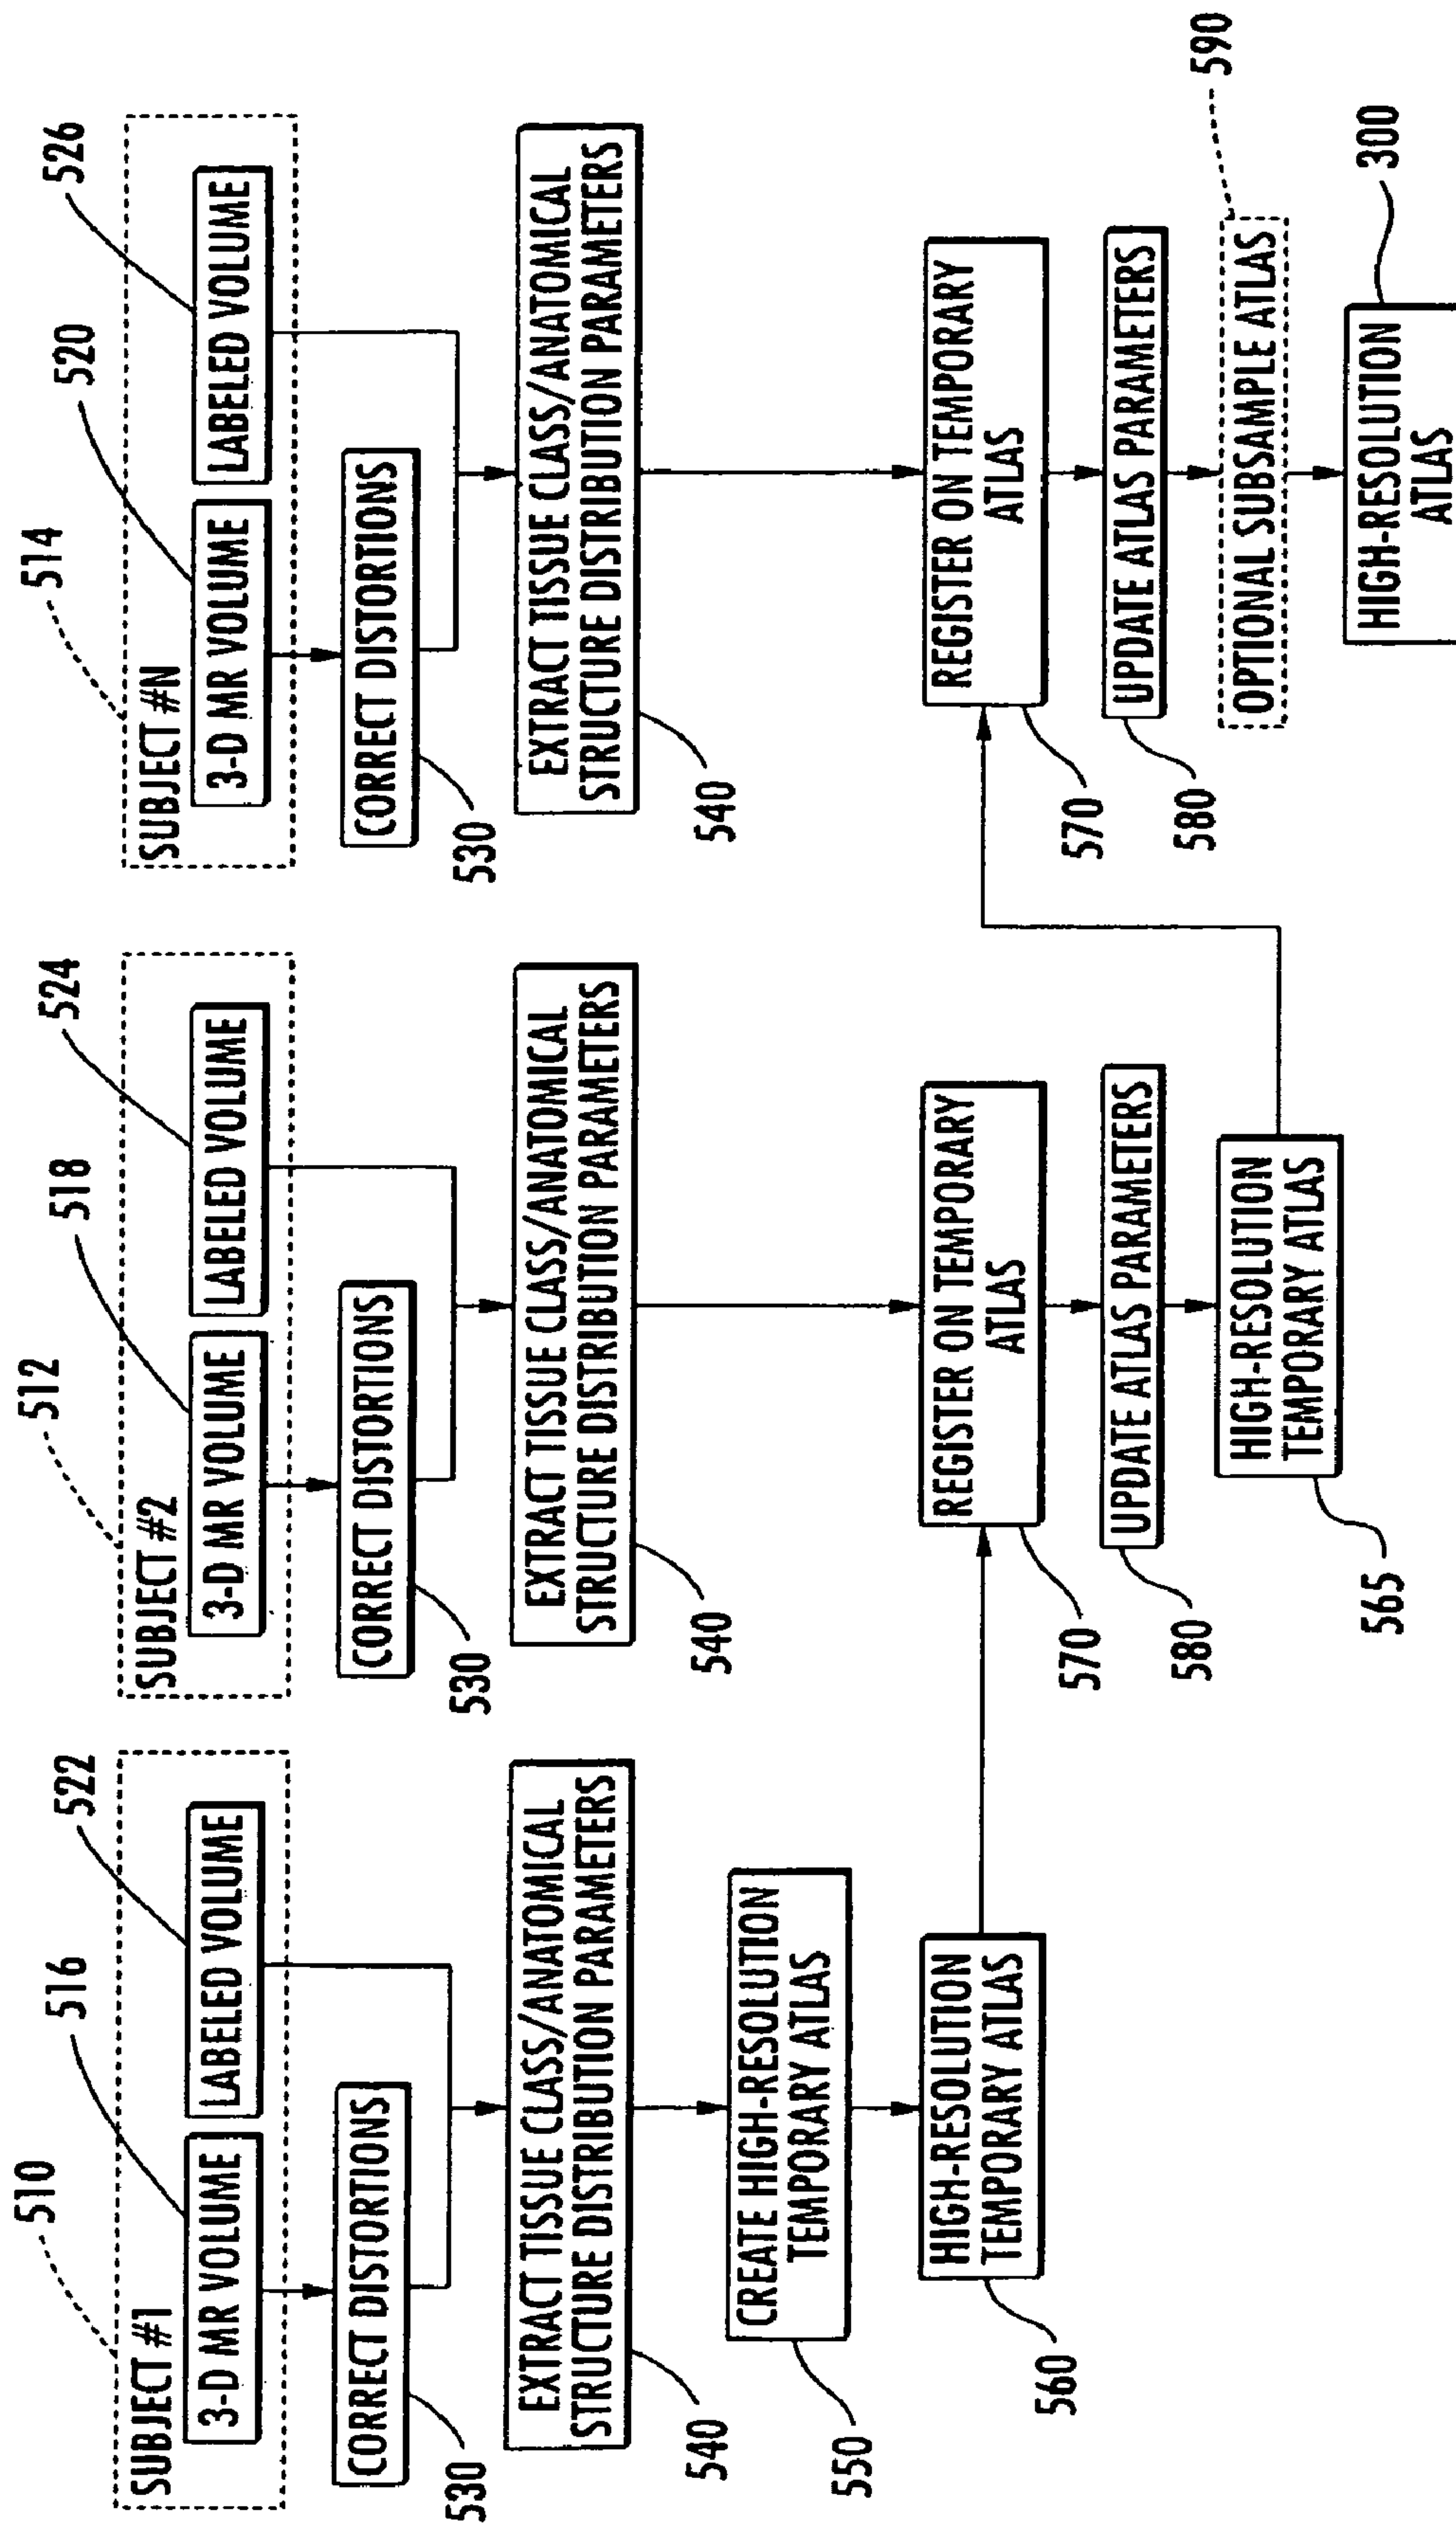 510
516
522
SUBJECT #1
3-D MR VOLUME
LABELED VOLUME
CORRECT DISTORTIONS
530
EXTRACT TISSUE CLASS/ANATOMICAL
STRUCTURE DISTRIBUTION PARAMETERS
540
CREATE HIGH-RESOLUTION
TEMPORARY ATLAS
550
HIGH-RESOLUTION
TEMPORARY ATLAS
560
512
518
524
SUBJECT #2
3-D MR VOLUME
LABELED VOLUME
CORRECT DISTORTIONS
530
EXTRACT TISSUE CLASS/ANATOMICAL
STRUCTURE DISTRIBUTION PARAMETERS
540
REGISTER ON TEMPORARY
ATLAS
570
UPDATE ATLAS PARAMETERS
580
HIGH-RESOLUTION
TEMPORARY ATLAS
565
514
520
526
SUBJECT #N
3-D MR VOLUME
LABELED VOLUME
CORRECT DISTORTIONS
530
EXTRACT TISSUE CLASS/ANATOMICAL
STRUCTURE DISTRIBUTION PARAMETERS
540
REGISTER ON TEMPORARY
ATLAS
570
UPDATE ATLAS PARAMETERS
580
OPTIONAL SUBSAMPLE ATLAS
590
HIGH-RESOLUTION
ATLAS
300